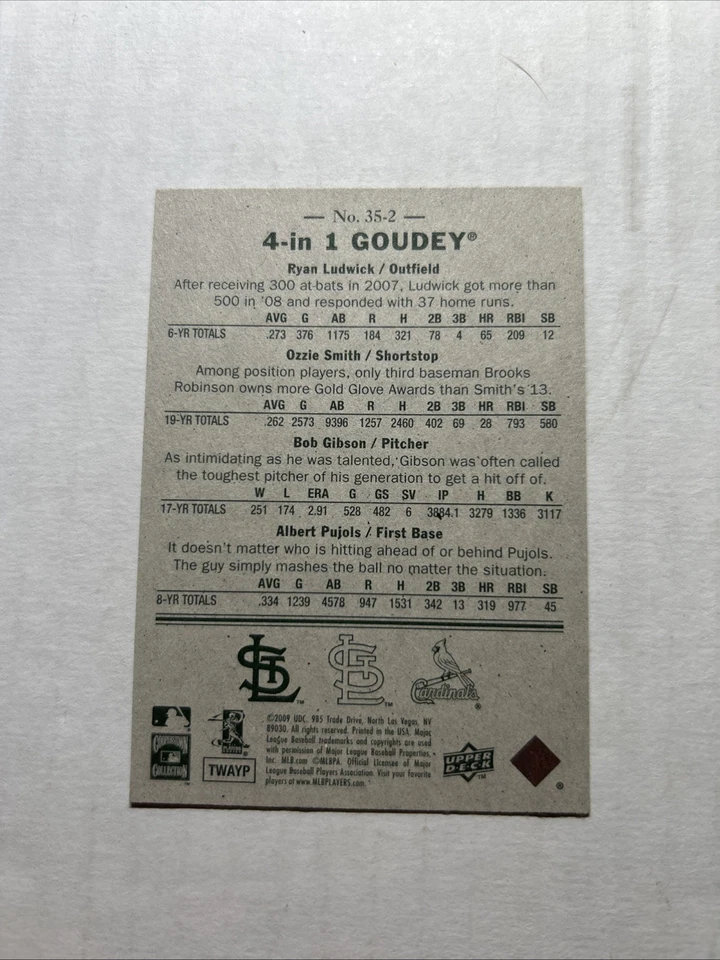 — No. 35-2 —
4-in 1 GOUDEY®
Ryan Ludwick / Outfield
After receiving 300 at-bats in 2007, Ludwick got more than
500 in '08 and responded with 37 home runs.
AVG G AB R H 2B 3B HR RBI SB
6-YR TOTALS .273 376 1175 184 321 78 4 65 209 12
Ozzie Smith / Shortstop
Among position players, only third baseman Brooks
Robinson owns more Gold Glove Awards than Smith's 13.
AVG G AB R H 2B 3B HR RBI SB
19-YR TOTALS .262 2573 9396 1257 2460 402 69 28 793 580
Bob Gibson / Pitcher
As intimidating as he was talented, Gibson was often called
the toughest pitcher of his generation to get a hit off of.
W L ERA G GS SV IP H BB K
17-YR TOTALS 251 174 2.91 528 482 6 3884.1 3279 1336 3117
Albert Pujols / First Base
It doesn't matter who is hitting ahead of or behind Pujols.
The guy simply mashes the ball no matter the situation.
AVG G AB R H 2B 3B HR RBI SB
8-YR TOTALS .334 1239 4578 947 1531 342 13 319 977 45
STL ™ STL ™ Cardinals ®
©2009 UDC. 985 Trade Drive, North Las Vegas, NV
89030. All rights reserved. Printed in the USA. Major
League Baseball trademarks and copyrights are used
with permission of Major League Baseball Properties,
Inc. MLB.com ©MLBPA. Official Licensee of Major
League Baseball Players Association. Visit your favorite
players at www.MLBPLAYERS.com
COOPERSTOWN
COLLECTION
PLAYERS
TWAYP
UPPER
DECK ™
®